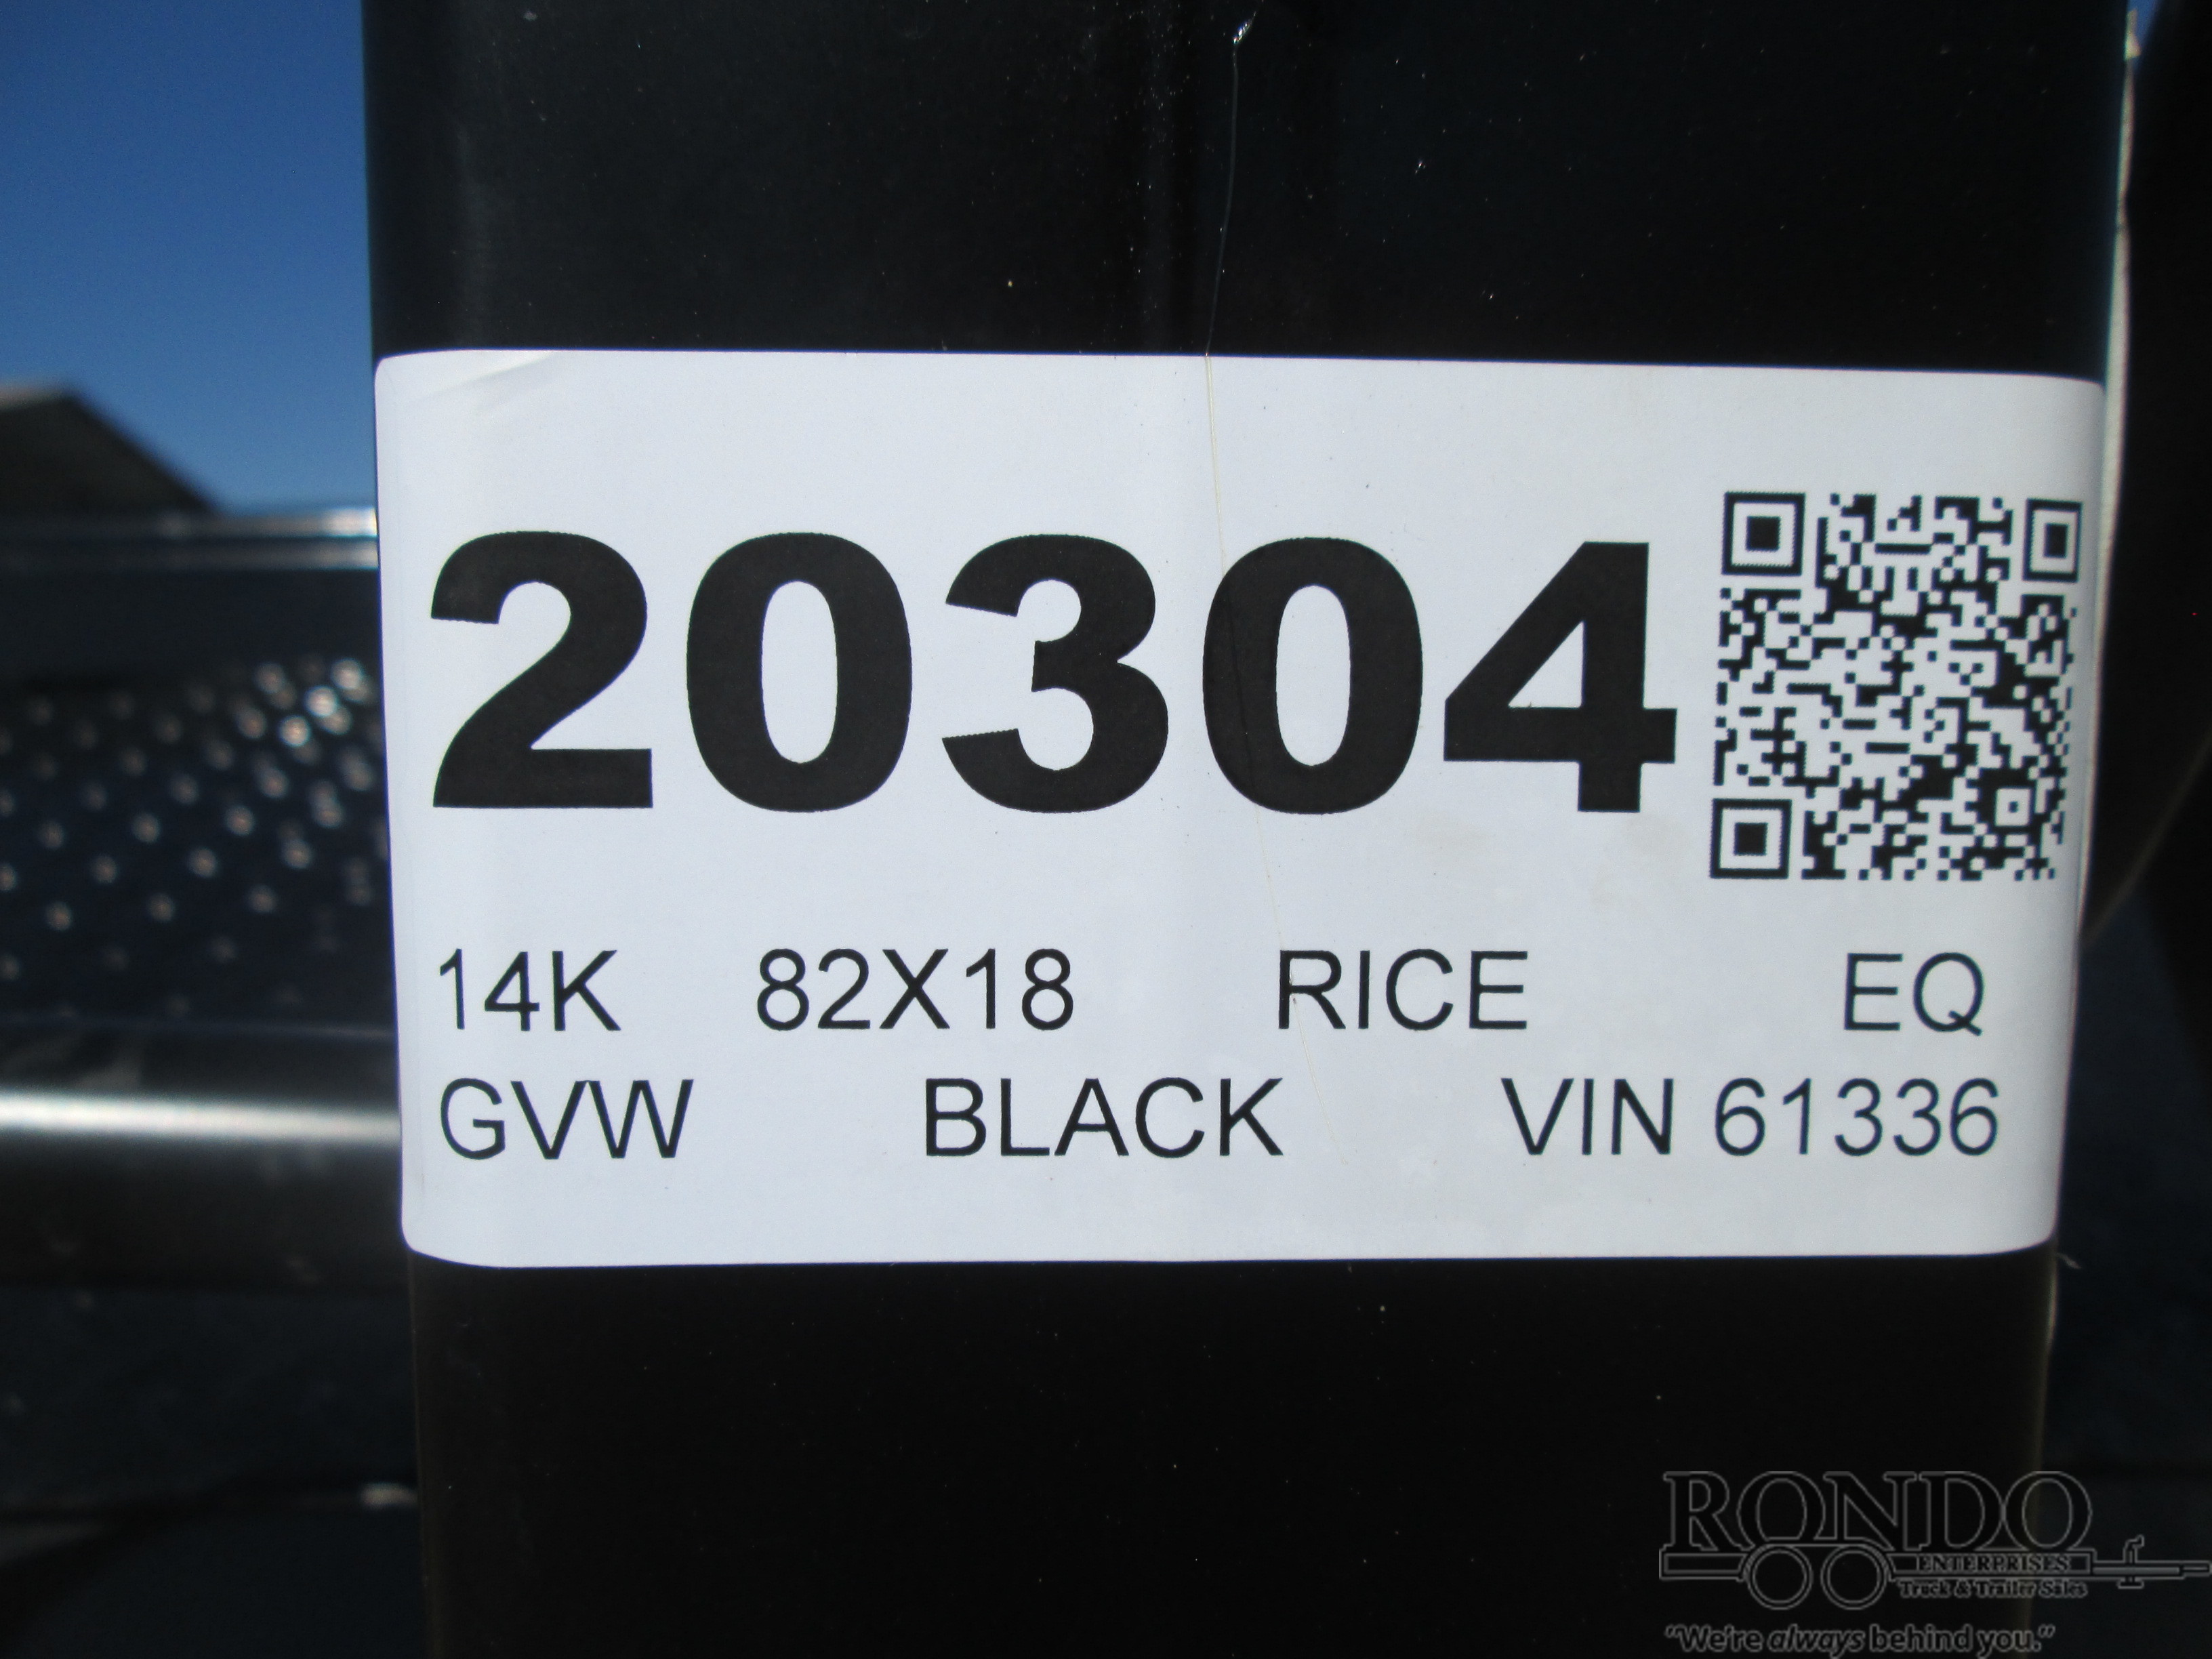 20304
14K 82X18 RICE EQ
GVW BLACK VIN 61336
RONDO
ENTERPRISES
Truck & Trailer Sales
"We're always behind you."